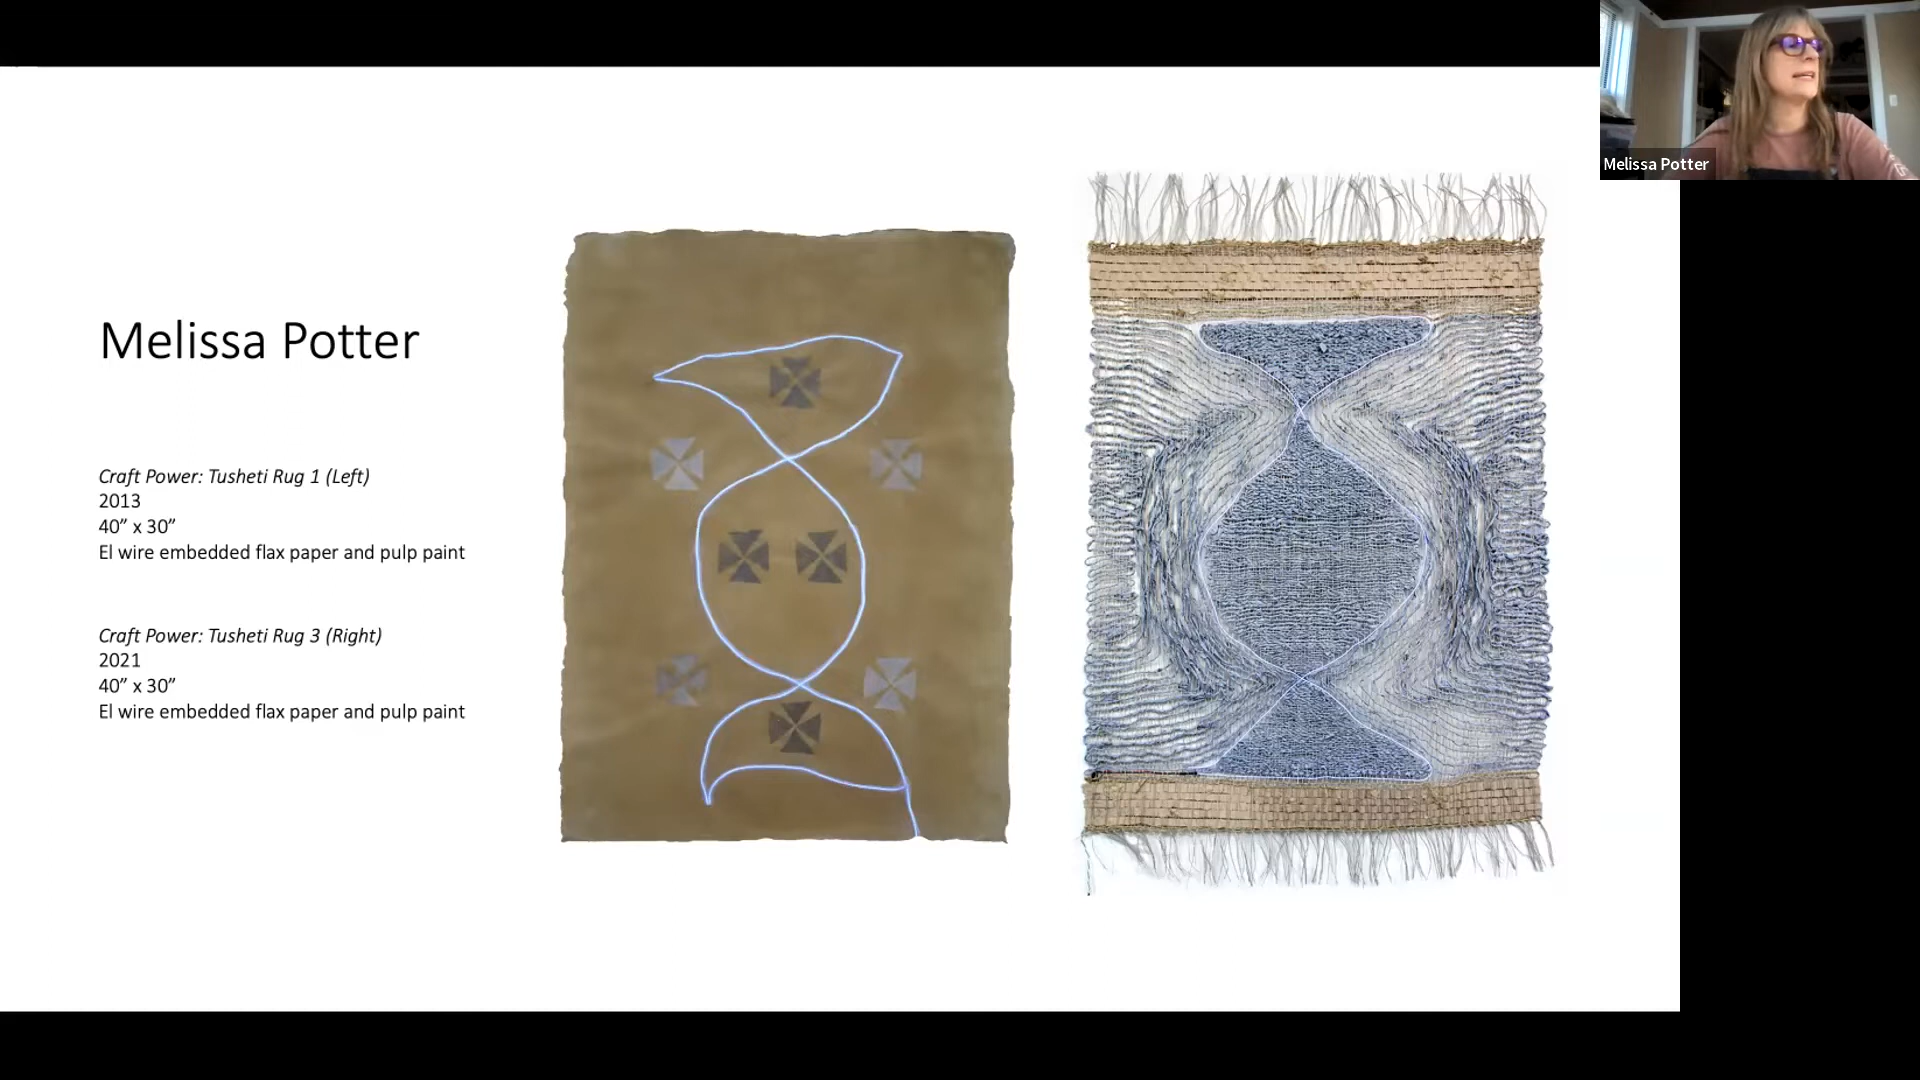 Melissa Potter
Melissa Potter
Craft Power: Tusheti Rug 1 (Left)
2013
40” x 30”
El wire embedded flax paper and pulp paint
Craft Power: Tusheti Rug 3 (Right)
2021
40” x 30”
El wire embedded flax paper and pulp paint